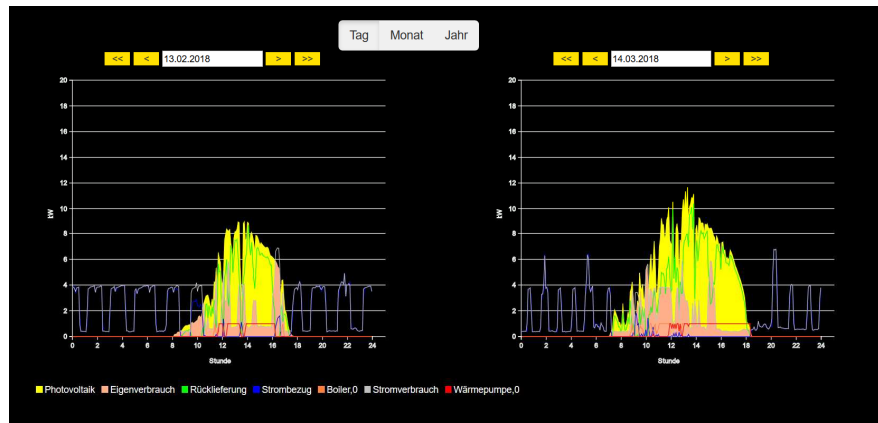 Tag Monat Jahr
<< < 13.02.2018 > >>
<< < 14.03.2018 > >>
20
18
16
14
12
10
8
6
4
2
0
kW
0 2 4 6 8 10 12 14 16 18 20 22 24
Stunde
20
18
16
14
12
10
8
6
4
2
0
kW
0 2 4 6 8 10 12 14 16 18 20 22 24
Stunde
Photovoltaik Eigenverbrauch Rücklieferung Strombezug Boiler,0 Stromverbrauch Wärmepumpe,0